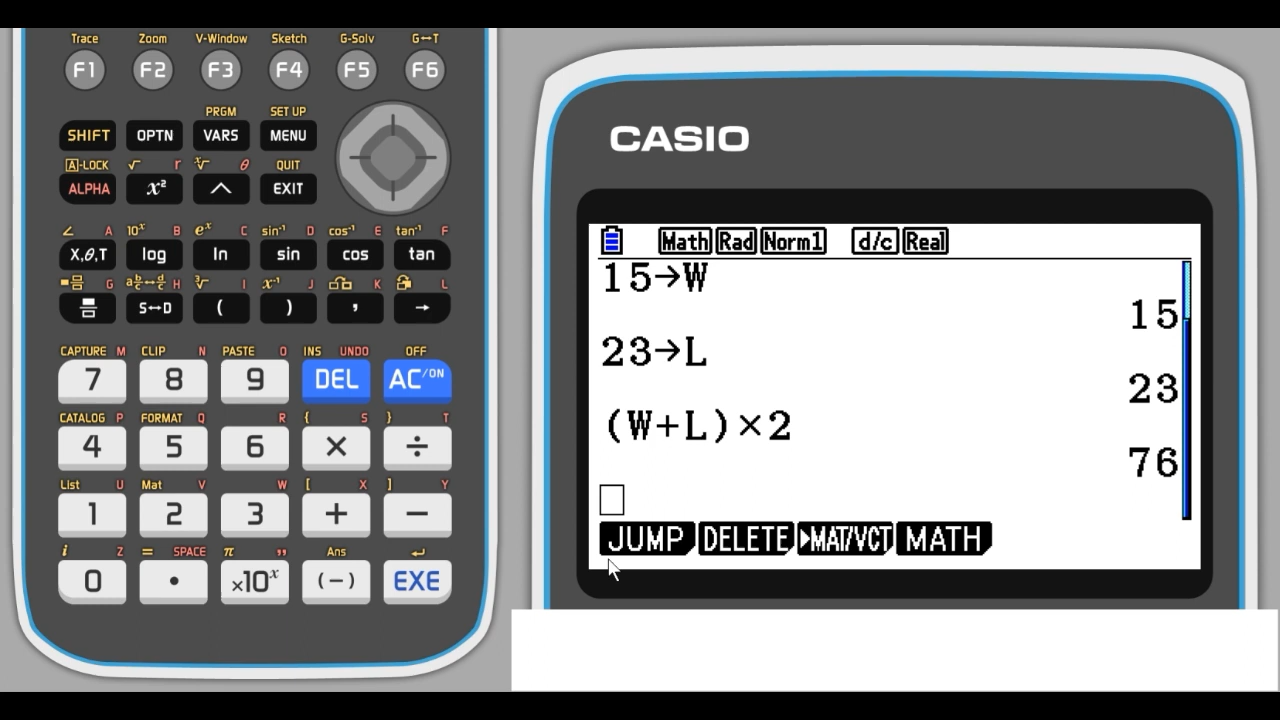 Trace Zoom V-Window Sketch G-Solv G↔T
F1 F2 F3 F4 F5 F6
PRGM SET UP
SHIFT OPTN VARS MENU
A-LOCK √ r ˣ√ θ QUIT
ALPHA x² ^ EXIT
∠ A 10ˣ B eˣ C sin⁻¹ D cos⁻¹ E tan⁻¹ F
X,θ,T log ln sin cos tan
G a b/c↔d/c H ³√ I x⁻¹ J K L
S↔D ( ) , →
CAPTURE M CLIP N PASTE O INS UNDO OFF
7 8 9 DEL AC/ON
CATALOG P FORMAT Q R { S } T
4 5 6 × ÷
List U Mat V W [ X ] Y
1 2 3 + −
i Z = SPACE π " Ans ↵
0 • ×10ˣ (−) EXE
CASIO
Math Rad Norm1 d/c Real
15→W
15
23→L
23
(W+L)×2
76
JUMP DELETE ▶MAT/VCT MATH